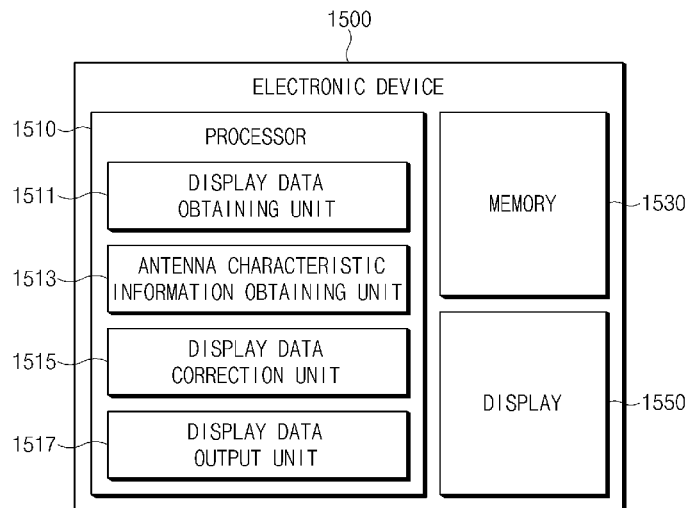 1500
ELECTRONIC DEVICE
1510
PROCESSOR
1511
DISPLAY DATA
OBTAINING UNIT
1513
ANTENNA CHARACTERISTIC
INFORMATION OBTAINING UNIT
1515
DISPLAY DATA
CORRECTION UNIT
1517
DISPLAY DATA
OUTPUT UNIT
MEMORY
1530
DISPLAY
1550